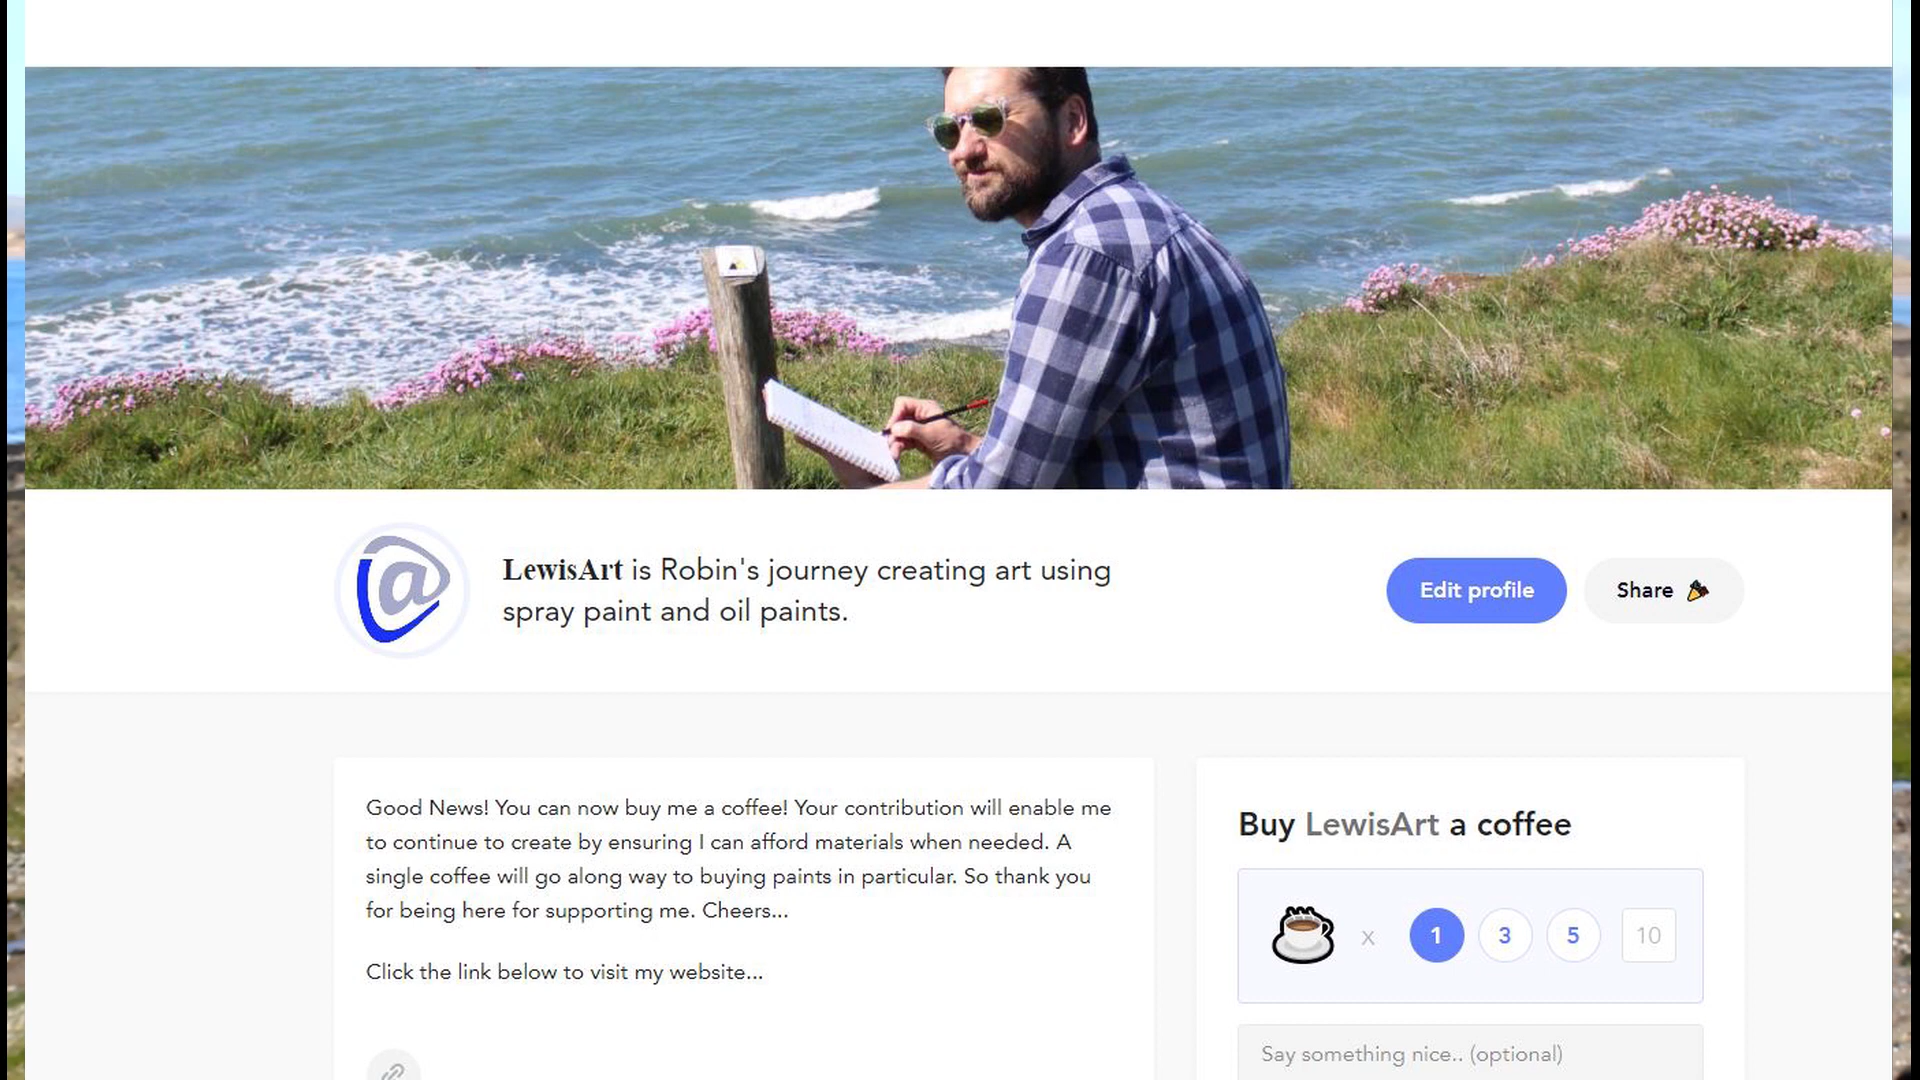 LewisArt is Robin's journey creating art using
spray paint and oil paints.
Edit profile
Share
Good News! You can now buy me a coffee! Your contribution will enable me
to continue to create by ensuring I can afford materials when needed. A
single coffee will go along way to buying paints in particular. So thank you
for being here for supporting me. Cheers...
Click the link below to visit my website...
Buy LewisArt a coffee
x 1 3 5 10
Say something nice.. (optional)